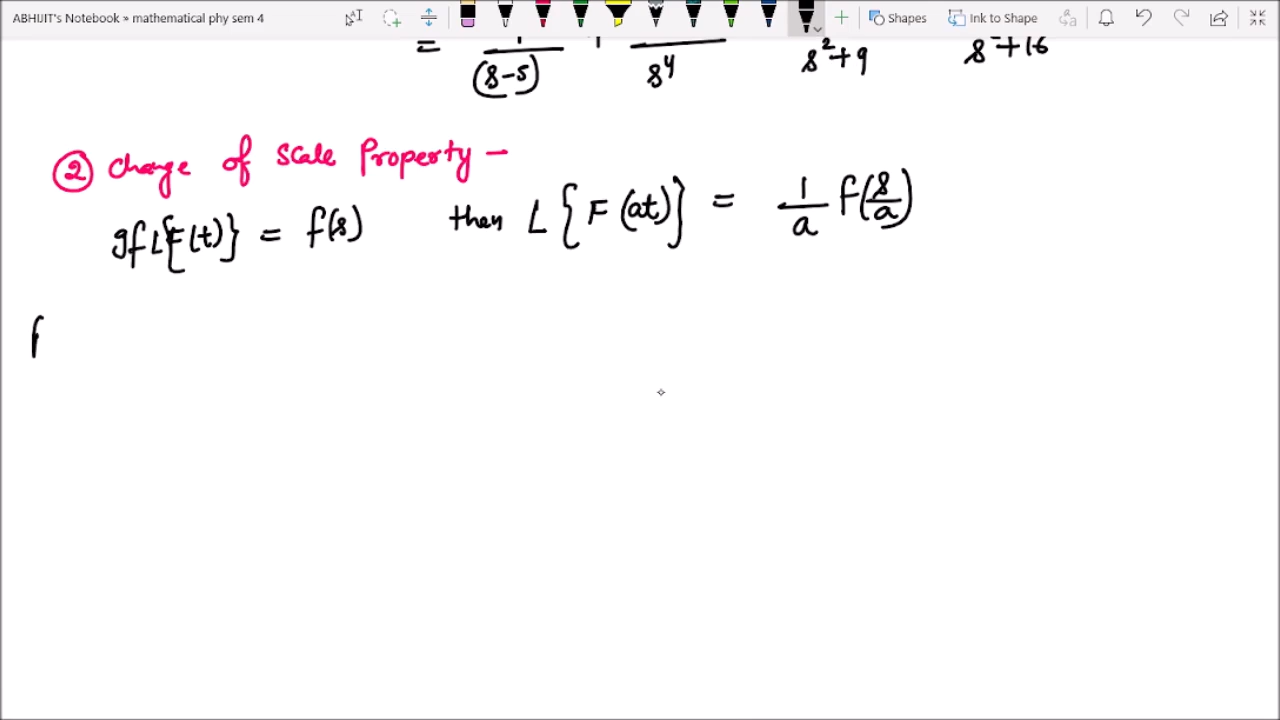 ABHIJIT's Notebook » mathematical phy sem 4
Shapes
Ink to Shape
= (s-5) + s⁴ s²+9 s²+16
② Change of Scale Property -
If L{F(t)} = f(s) then L{F(at)} = 1/a f(s/a)